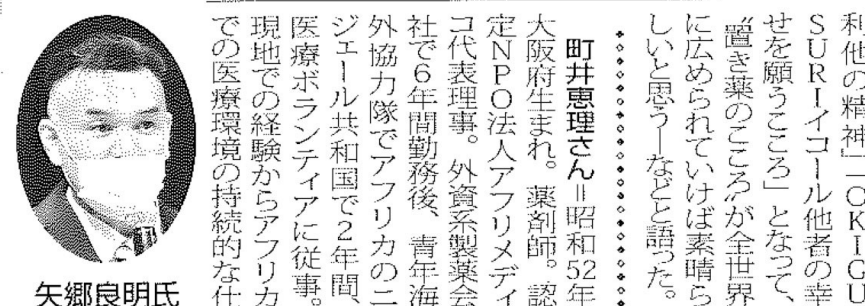 利他の精神」「OKIGU
SURIイコール他者の幸
せを願うこころ」となって、
“置き薬のこころ”が全世界
に広められていけば素晴ら
しいと思うーなどと語った。
町井恵理さん＝昭和52年
大阪府生まれ。薬剤師。認
定NPO法人アフリメディ
コ代表理事。外資系製薬会
社で6年間勤務後、青年海
外協力隊でアフリカのニ
ジェール共和国で2年間、
医療ボランティアに従事。
現地での経験からアフリカ
での医療環境の持続的な仕
矢郷良明氏